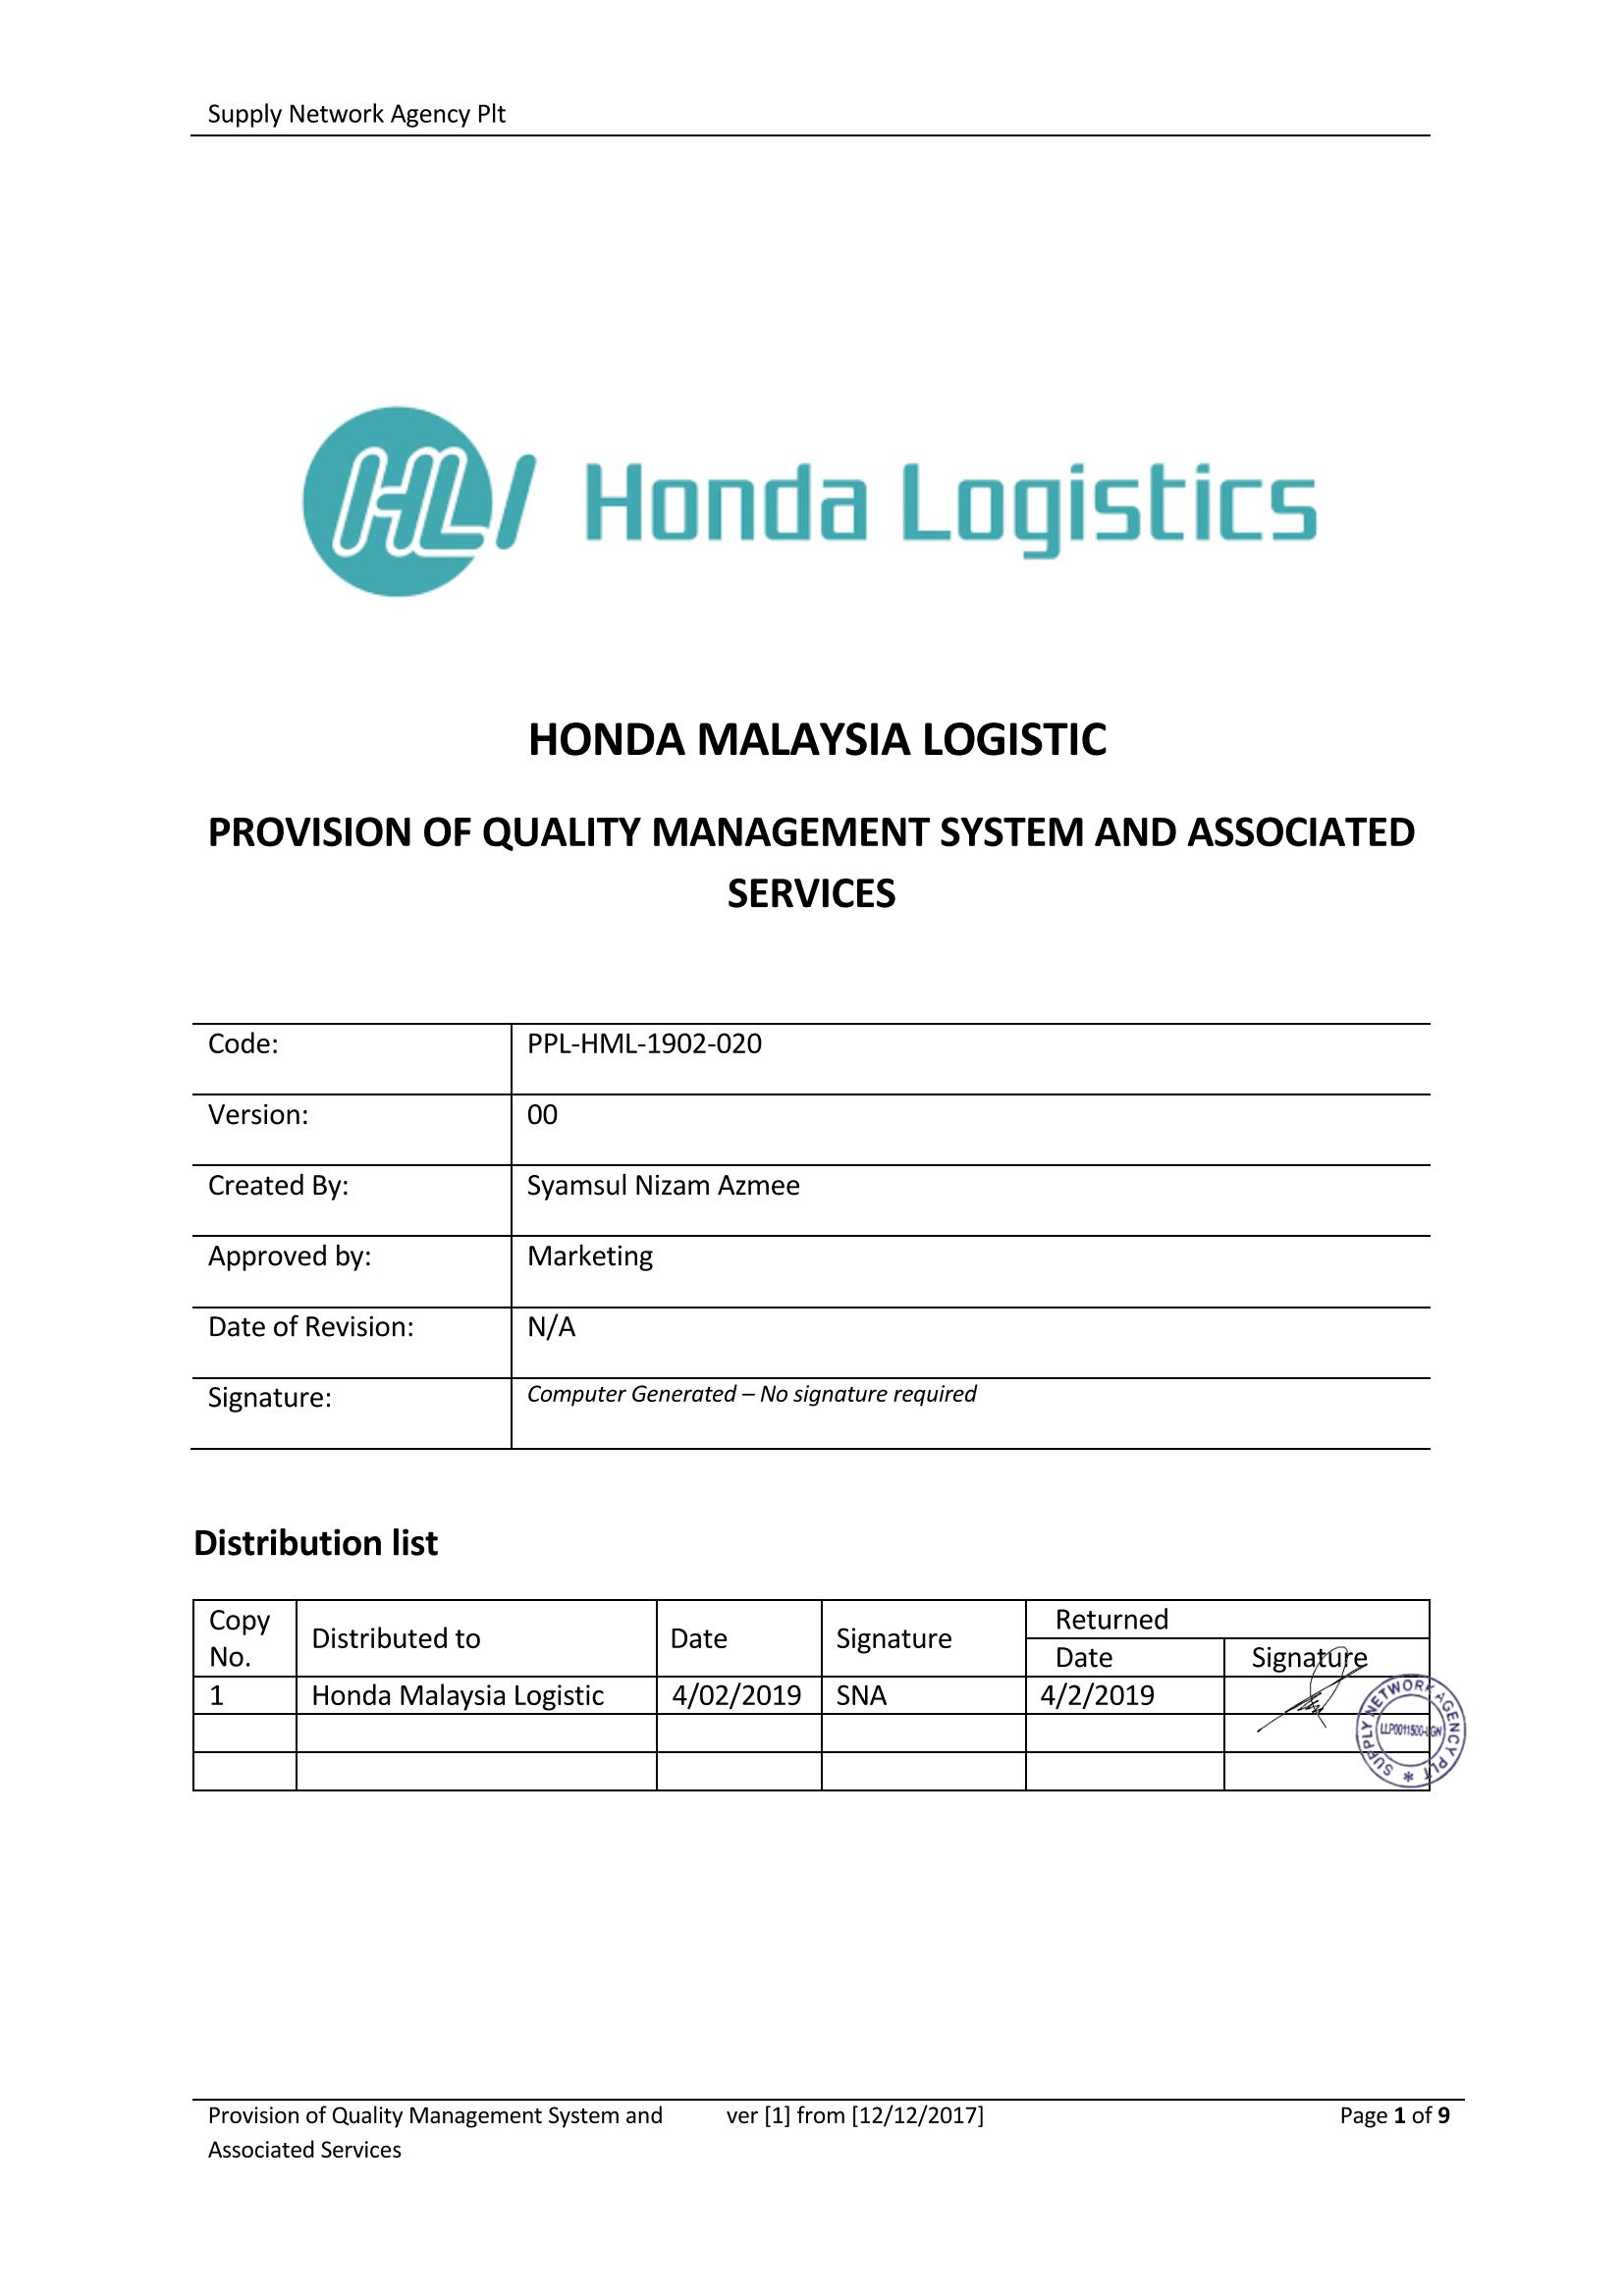 Supply Network Agency Plt
HLI Honda Logistics
HONDA MALAYSIA LOGISTIC
PROVISION OF QUALITY MANAGEMENT SYSTEM AND ASSOCIATED
SERVICES
Code: PPL-HML-1902-020
Version: 00
Created By: Syamsul Nizam Azmee
Approved by: Marketing
Date of Revision: N/A
Signature: Computer Generated – No signature required
Distribution list
Copy No. Distributed to Date Signature Returned
Date Signature
1 Honda Malaysia Logistic 4/02/2019 SNA 4/2/2019
SUPPLY NETWORK AGENCY PLT *
Provision of Quality Management System and ver [1] from [12/12/2017] Page 1 of 9
Associated Services